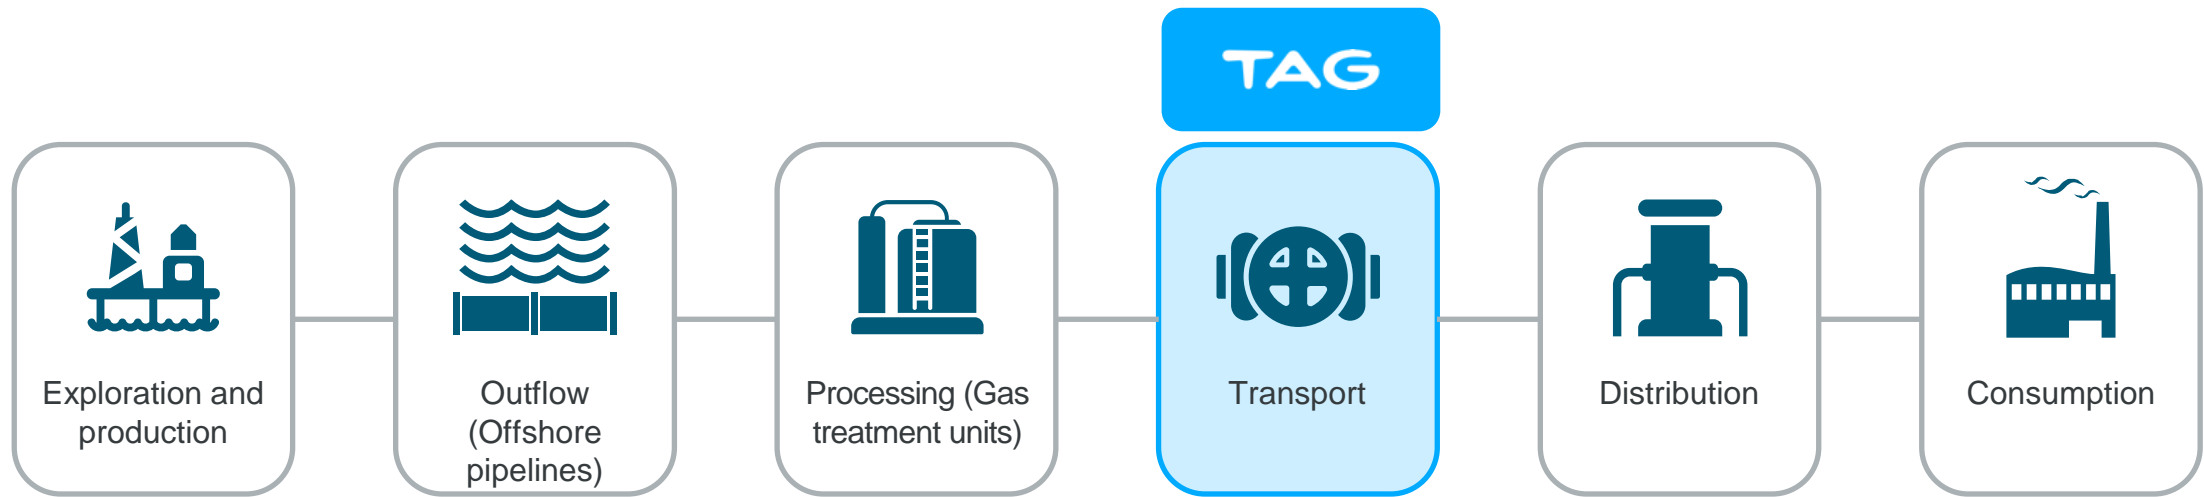 TAG
Exploration and
production
Outflow
(Offshore
pipelines)
Processing (Gas
treatment units)
Transport
Distribution
Consumption